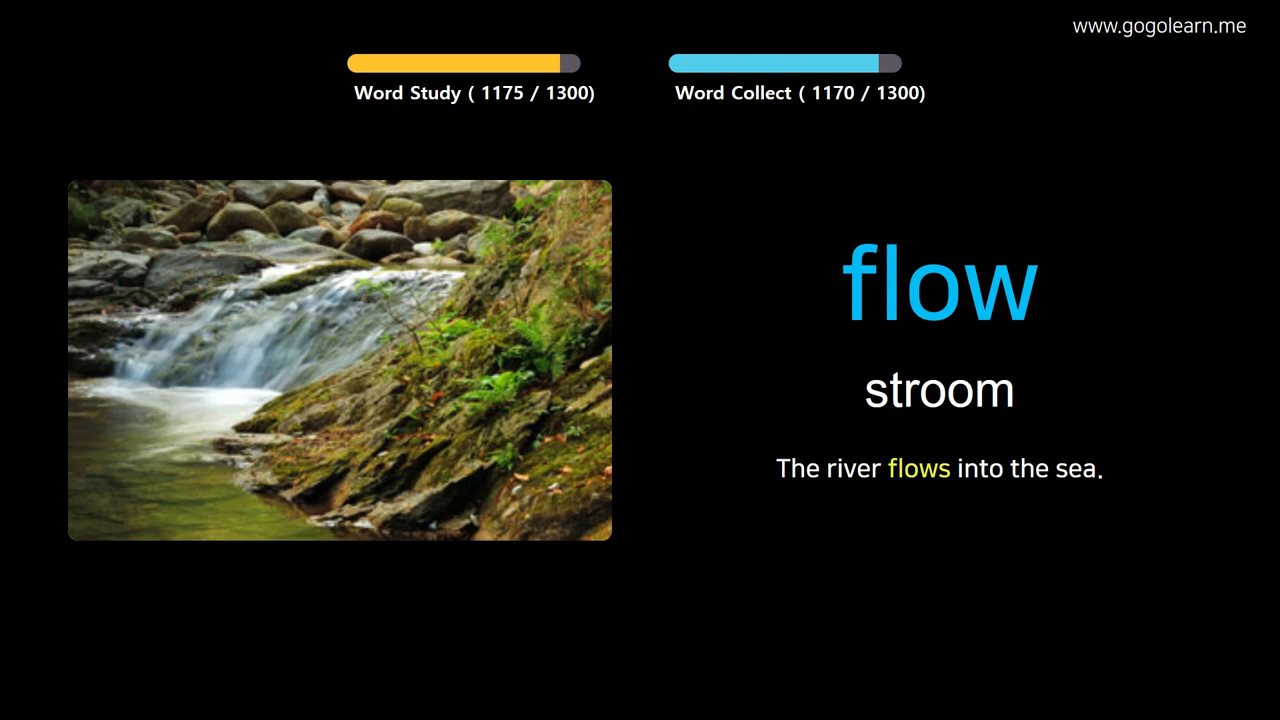 www.gogolearn.me
Word Study ( 1175 / 1300)
Word Collect ( 1170 / 1300)
flow
stroom
The river flows into the sea.